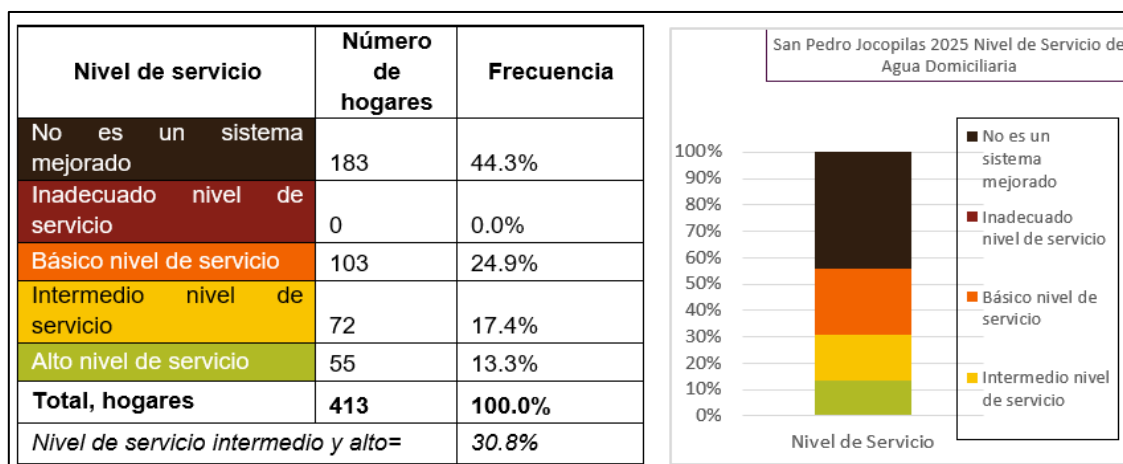 Nivel de servicio
Número
de
hogares
Frecuencia
No es un sistema
mejorado
183
44.3%
Inadecuado nivel de
servicio
0
0.0%
Básico nivel de servicio
103
24.9%
Intermedio nivel de
servicio
72
17.4%
Alto nivel de servicio
55
13.3%
Total, hogares
413
100.0%
Nivel de servicio intermedio y alto=
30.8%
San Pedro Jocopilas 2025 Nivel de Servicio de
Agua Domiciliaria
100%
90%
80%
70%
60%
50%
40%
30%
20%
10%
0%
Nivel de Servicio
No es un
sistema
mejorado
Inadecuado
nivel de servicio
Básico nivel de
servicio
Intermedio nivel
de servicio